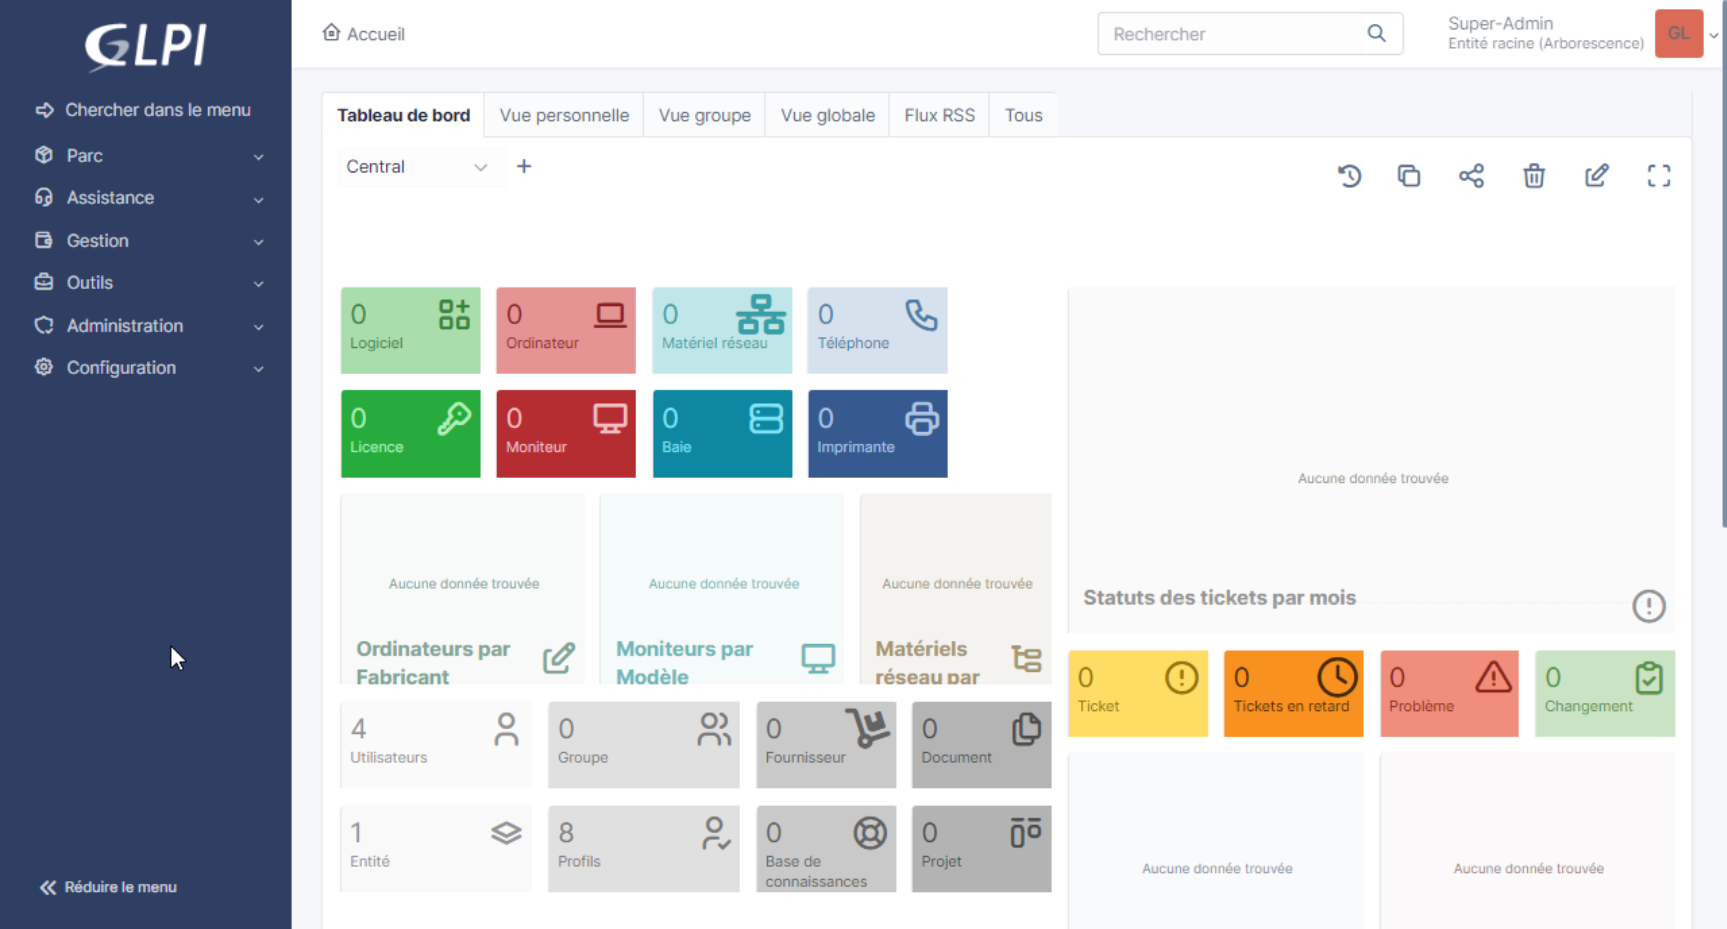 GLPI
Chercher dans le menu
Parc
Assistance
Gestion
Outils
Administration
Configuration
Réduire le menu
Accueil
Rechercher
Super-Admin
Entité racine (Arborescence)
GL
Tableau de bord
Vue personnelle
Vue groupe
Vue globale
Flux RSS
Tous
Central
0
Logiciel
0
Ordinateur
0
Matériel réseau
0
Téléphone
0
Licence
0
Moniteur
0
Baie
0
Imprimante
Aucune donnée trouvée
Ordinateurs par
Fabricant
Aucune donnée trouvée
Moniteurs par
Modèle
Aucune donnée trouvée
Matériels
réseau par
4
Utilisateurs
0
Groupe
0
Fournisseur
0
Document
1
Entité
8
Profils
0
Base de
connaissances
0
Projet
Aucune donnée trouvée
Statuts des tickets par mois
0
Ticket
0
Tickets en retard
0
Problème
0
Changement
Aucune donnée trouvée
Aucune donnée trouvée